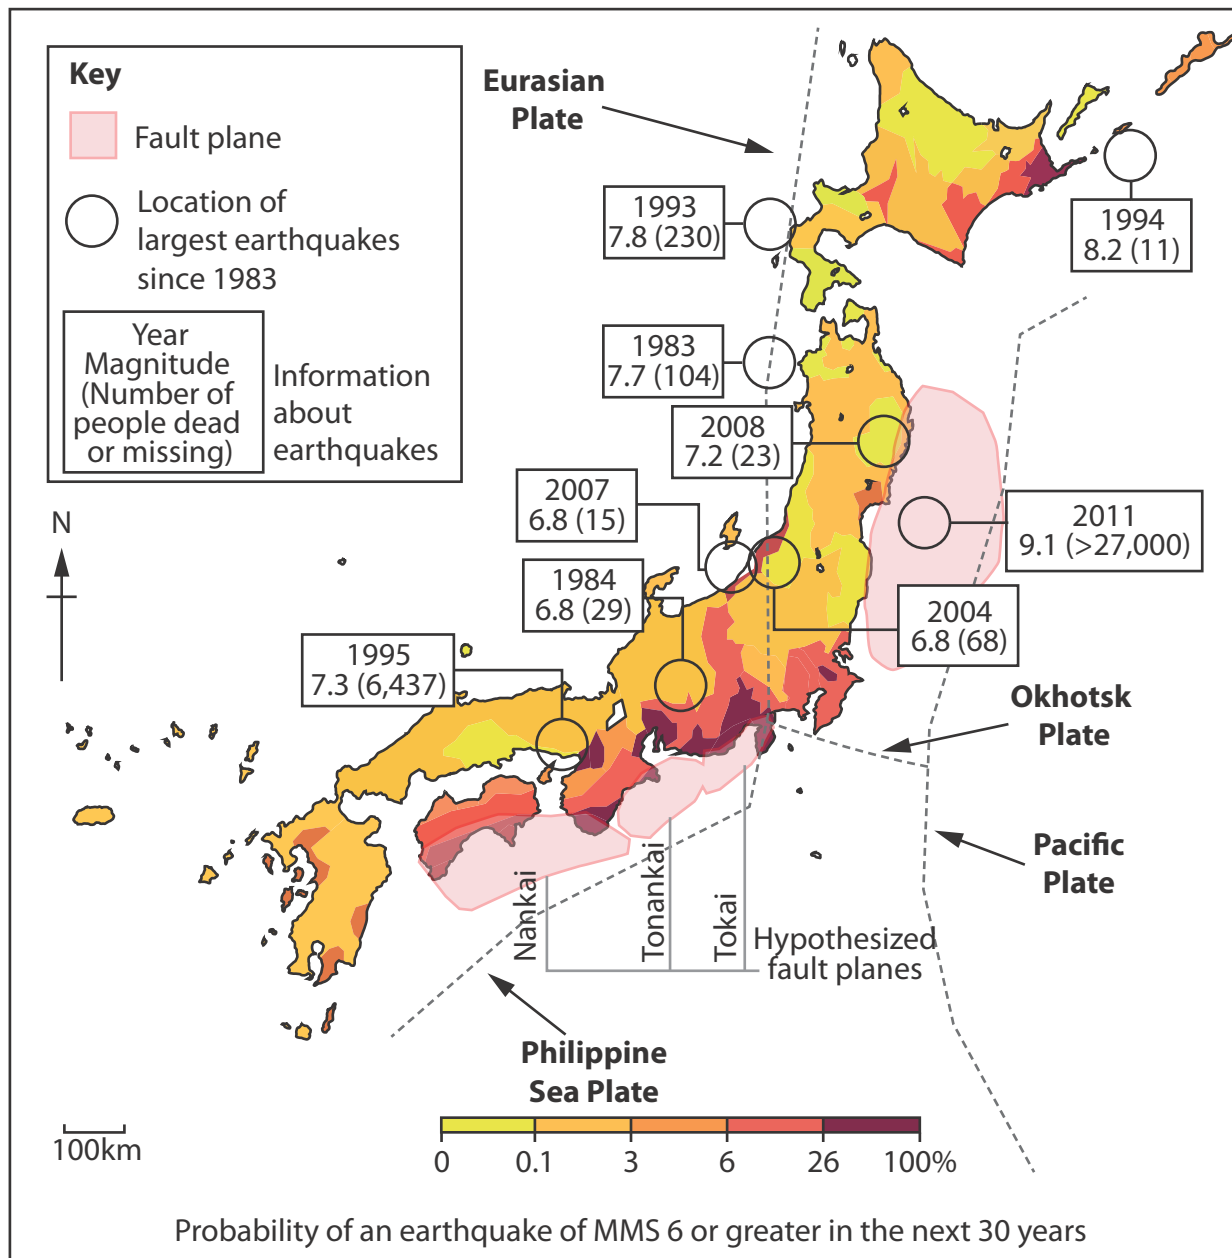 Key
Fault plane
Location of
largest earthquakes
since 1983
Year
Magnitude
(Number of
people dead
or missing)
Information
about
earthquakes
Eurasian
Plate
1993
7.8 (230)
1994
8.2 (11)
1983
7.7 (104)
2008
7.2 (23)
2007
6.8 (15)
2011
9.1 (>27,000)
1984
6.8 (29)
2004
6.8 (68)
1995
7.3 (6,437)
N
Okhotsk
Plate
Pacific
Plate
Nankai
Tonankai
Tokai
Hypothesized
fault planes
Philippine
Sea Plate
100km
0
0.1
3
6
26
100%
Probability of an earthquake of MMS 6 or greater in the next 30 years